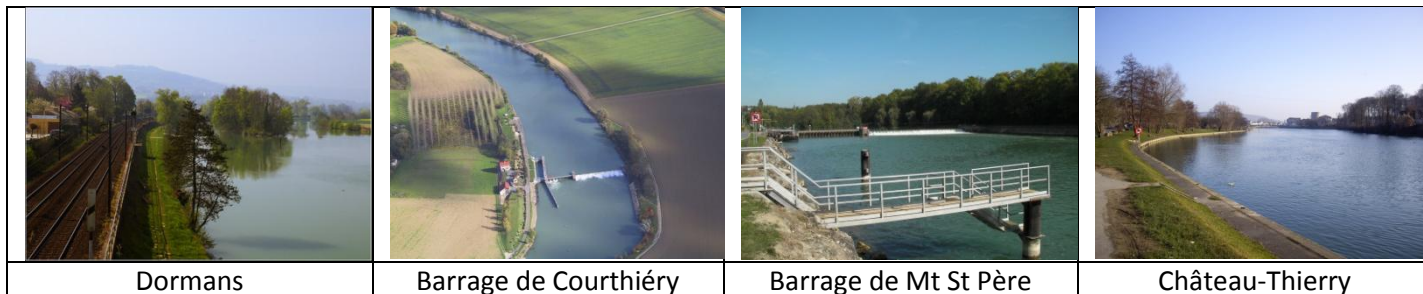 Dormans
Barrage de Courthiéry
Barrage de Mt St Père
Château-Thierry